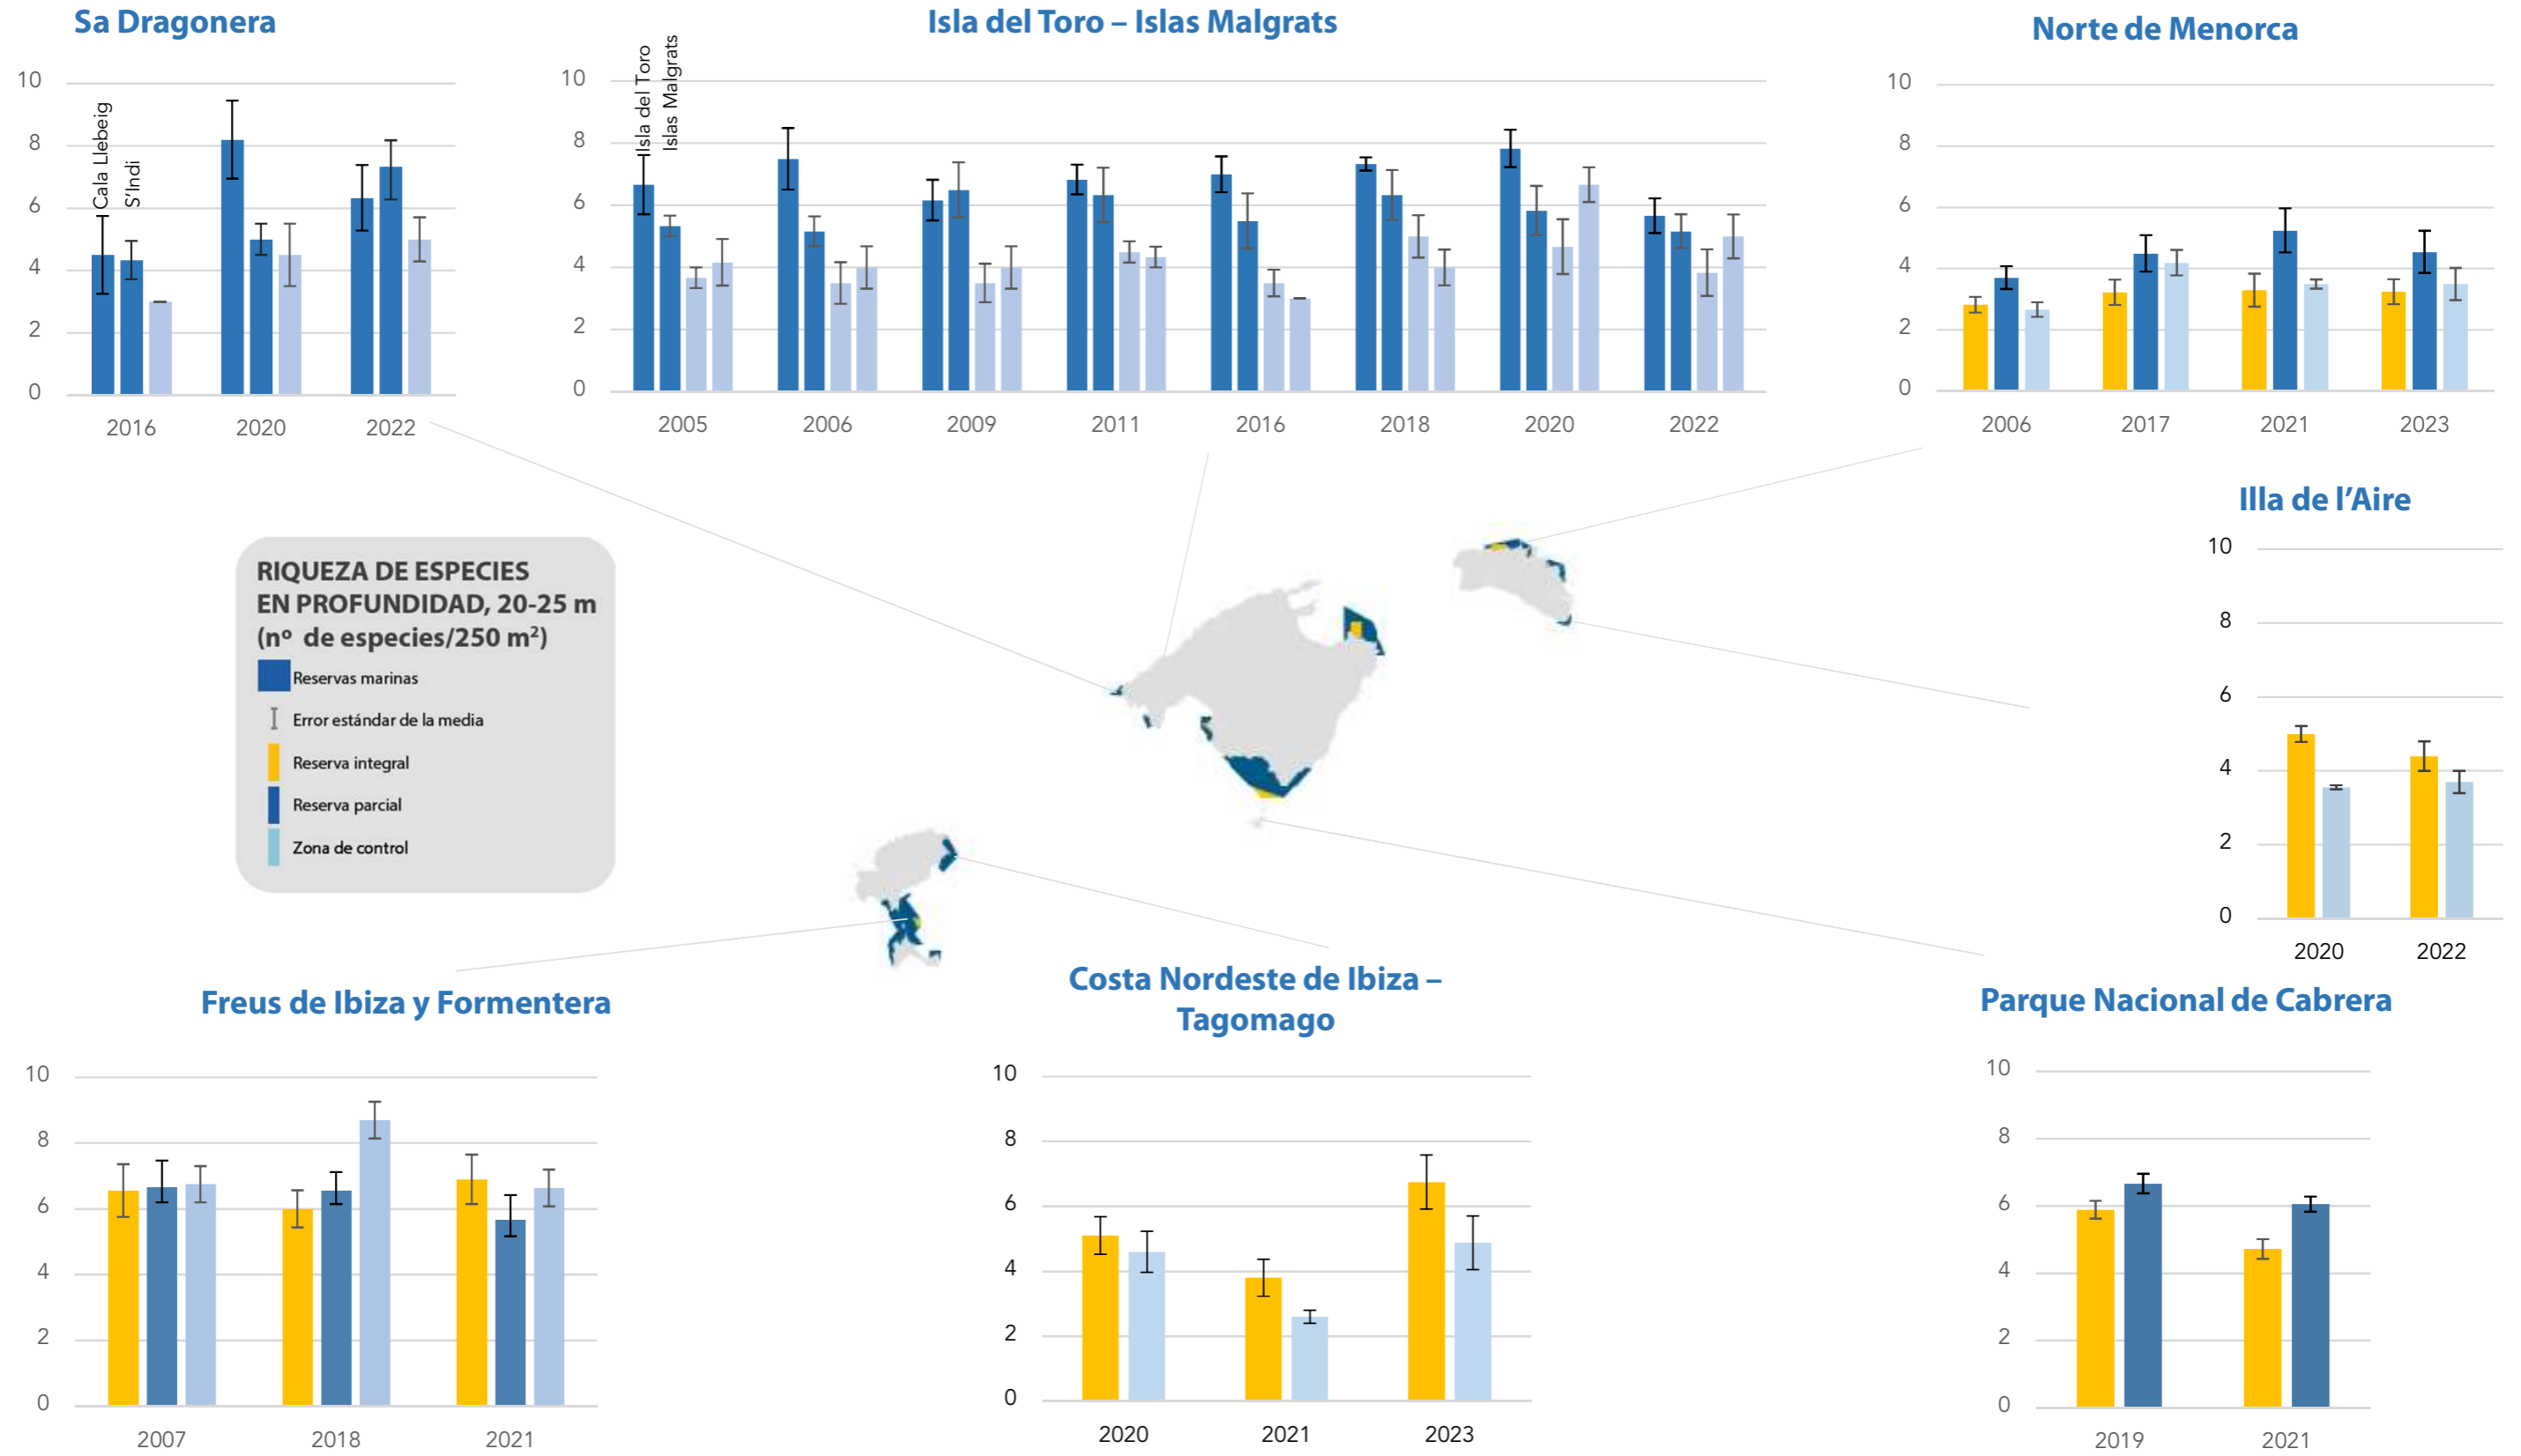 Sa Dragonera
10
8
6
4
2
0
Cala Llebeig
S'Indi
2016 2020 2022
Isla del Toro – Islas Malgrats
10
8
6
4
2
0
Ilsla del Toro
Islas Malgrats
2005 2006 2009 2011 2016 2018 2020 2022
Norte de Menorca
10
8
6
4
2
0
2006 2017 2021 2023
RIQUEZA DE ESPECIES
EN PROFUNDIDAD, 20-25 m
(nº de especies/250 m²)
Reservas marinas
Error estándar de la media
Reserva integral
Reserva parcial
Zona de control
Illa de l’Aire
10
8
6
4
2
0
2020 2022
Freus de Ibiza y Formentera
10
8
6
4
2
0
2007 2018 2021
Costa Nordeste de Ibiza –
Tagomago
10
8
6
4
2
0
2020 2021 2023
Parque Nacional de Cabrera
10
8
6
4
2
0
2019 2021